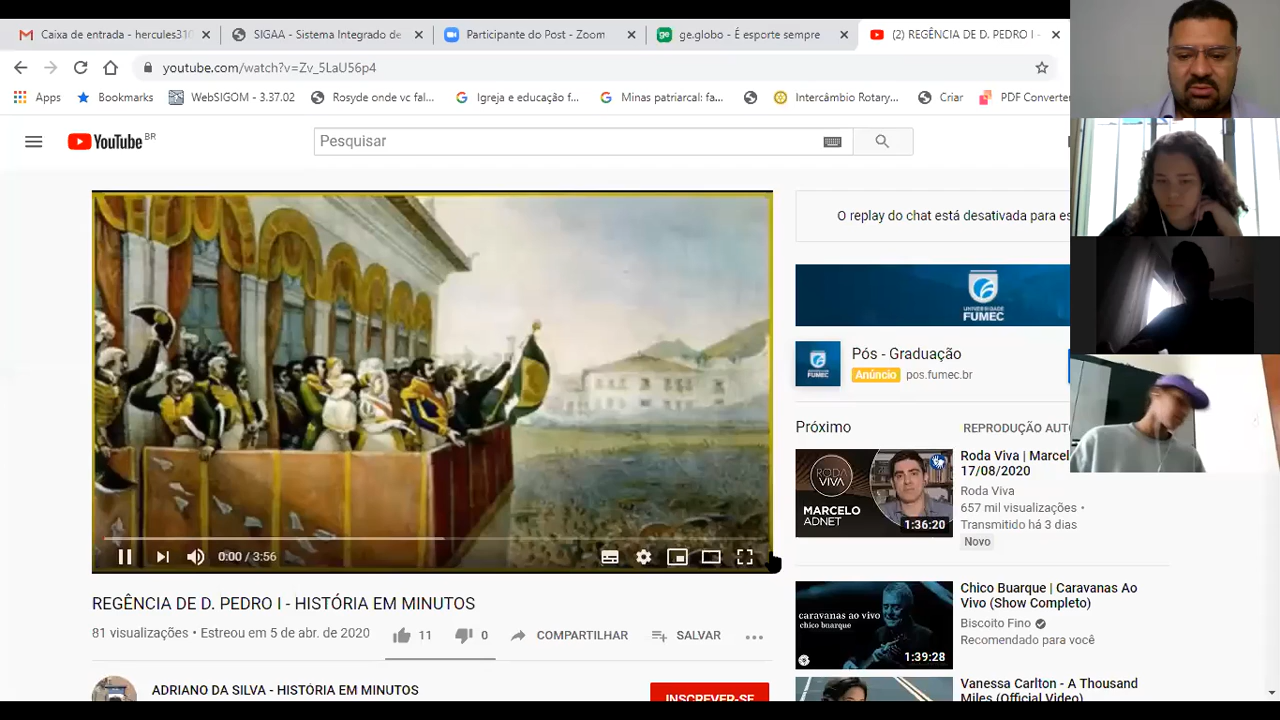 Caixa de entrada - hercules310
SIGAA - Sistema Integrado de
Participante do Post - Zoom
ge.globo - É esporte sempre
(2) REGÊNCIA DE D. PEDRO I -
youtube.com/watch?v=Zv_5LaU56p4
Apps
Bookmarks
WebSIGOM - 3.37.02
Rosyde:onde vc fal...
Igreja e educação f...
Minas patriarcal: fa...
Intercâmbio Rotary...
Criar
PDF Converter
YouTube BR
Pesquisar
O replay do chat está desativada para es
UNIVERSIDADE
FUMEC
Pós - Graduação
Anúncio pos.fumec.br
Próximo
REPRODUÇÃO AUTO
RODA VIVA
MARCELO
ADNET
1:36:20
Roda Viva | Marcel
17/08/2020
Roda Viva
657 mil visualizações •
Transmitido há 3 dias
Novo
0:00 / 3:56
REGÊNCIA DE D. PEDRO I - HISTÓRIA EM MINUTOS
81 visualizações • Estreou em 5 de abr. de 2020
11
0
COMPARTILHAR
SALVAR
caravanas ao vivo
chico buarque
1:39:28
Chico Buarque | Caravanas Ao
Vivo (Show Completo)
Biscoito Fino
Recomendado para você
ADRIANO DA SILVA - HISTÓRIA EM MINUTOS
INSCREVER-SE
Vanessa Carlton - A Thousand
Miles (Official Video)